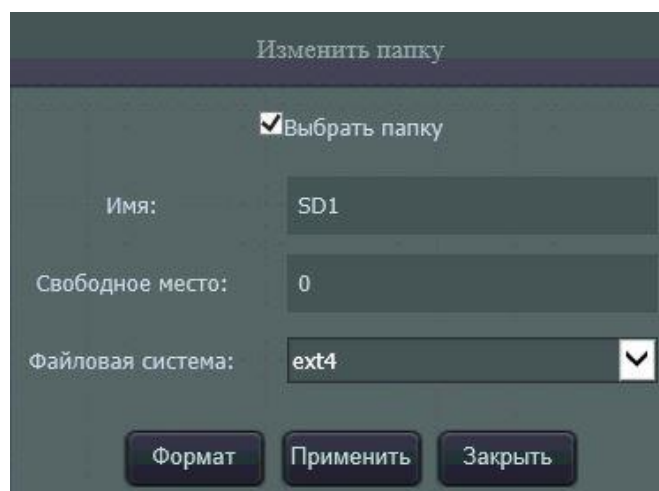 Изменить папку
Выбрать папку
Имя: SD1
Свободное место: 0
Файловая система: ext4
Формат Применить Закрыть